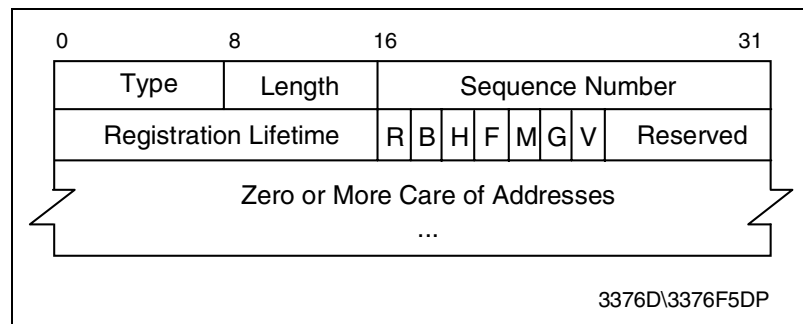 0 8 16 31
Type Length Sequence Number
Registration Lifetime R B H F M G V Reserved
Zero or More Care of Addresses
...
3376D\3376F5DP